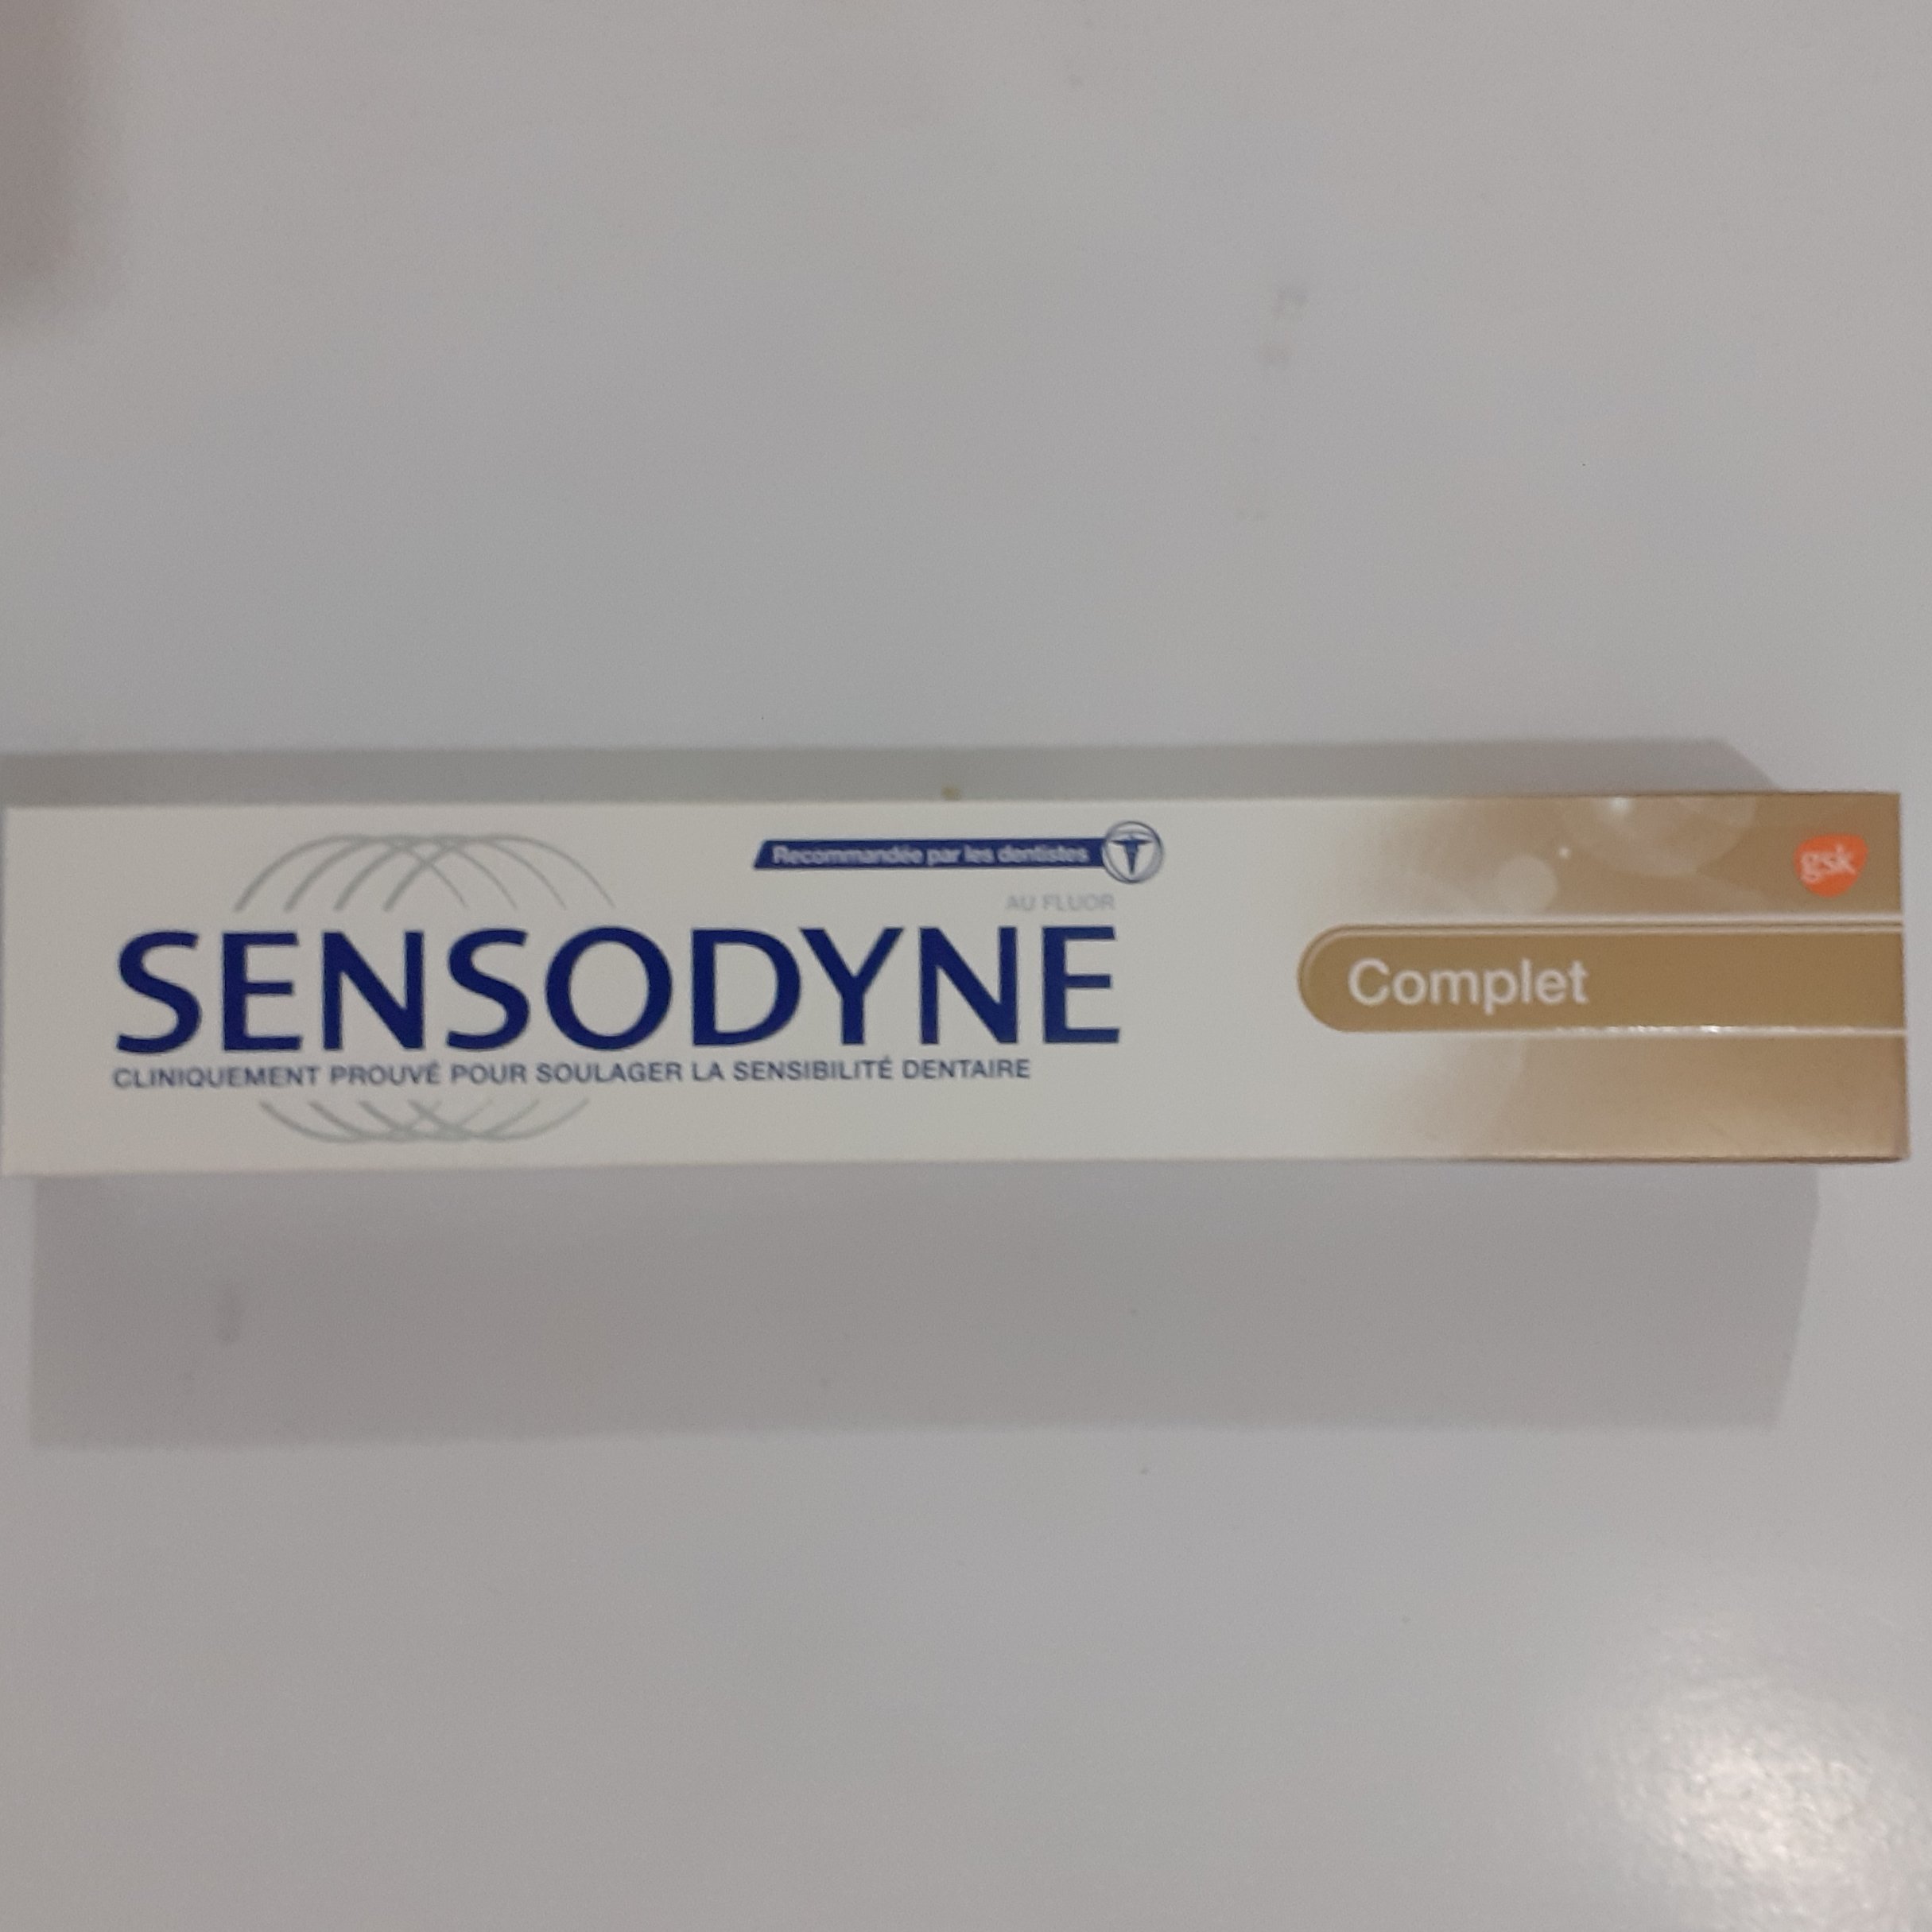 Recommandée par les dentistes
AU FLUOR
SENSODYNE
CLINIQUEMENT PROUVÉ POUR SOULAGER LA SENSIBILITÉ DENTAIRE
gsk
Complet